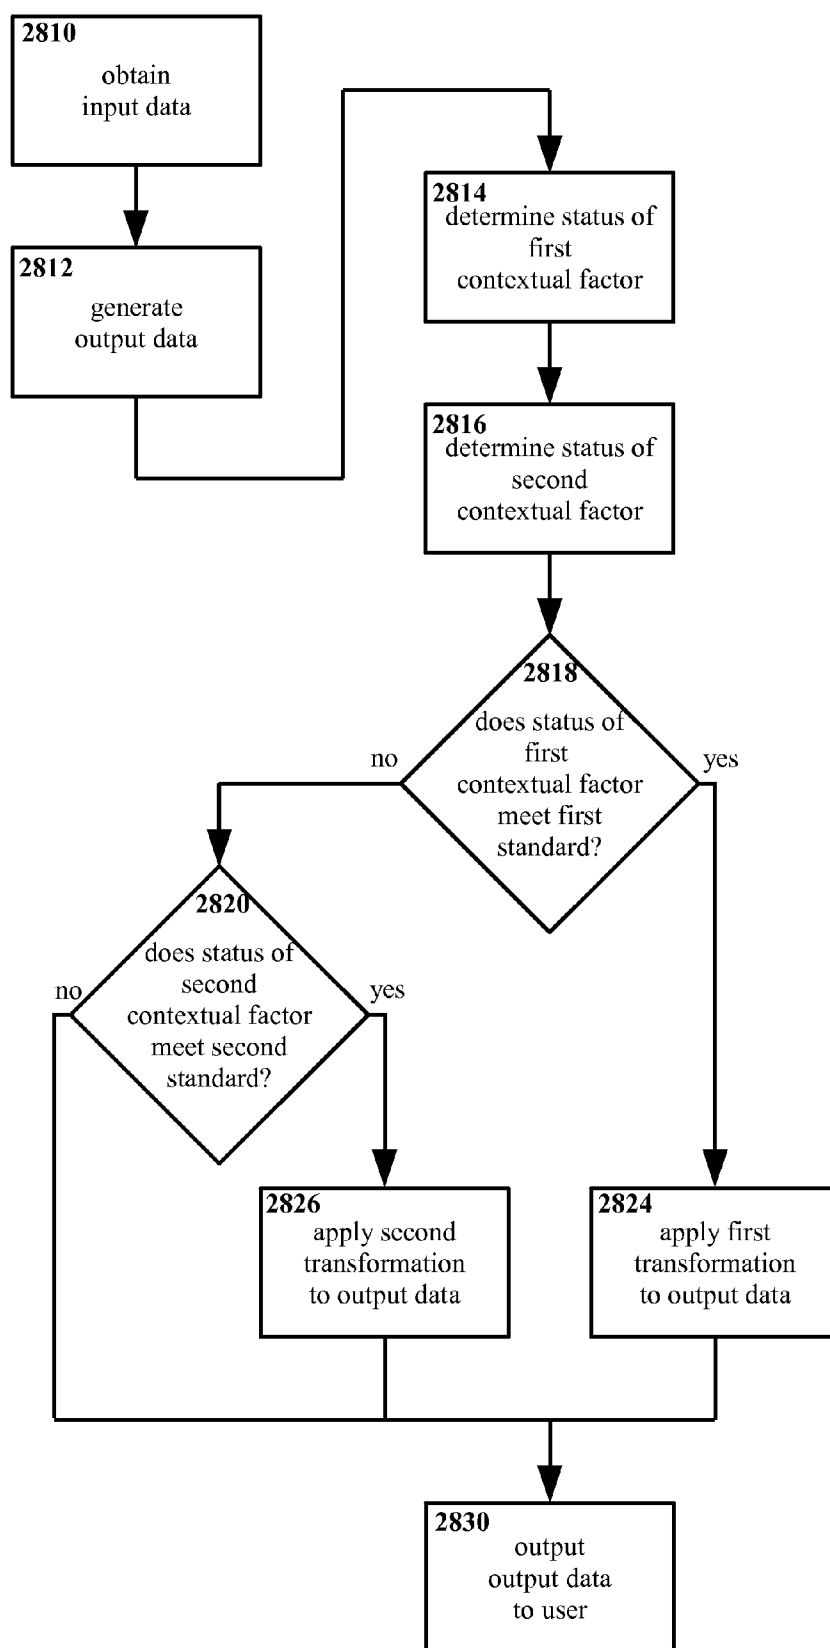 2810
obtain
input data
2812
generate
output data
2814
determine status of
first
contextual factor
2816
determine status of
second
contextual factor
2818
does status of
first
contextual factor
meet first
standard?
no
yes
2820
does status of
second
contextual factor
meet second
standard?
no
yes
2826
apply second
transformation
to output data
2824
apply first
transformation
to output data
2830
output
output data
to user